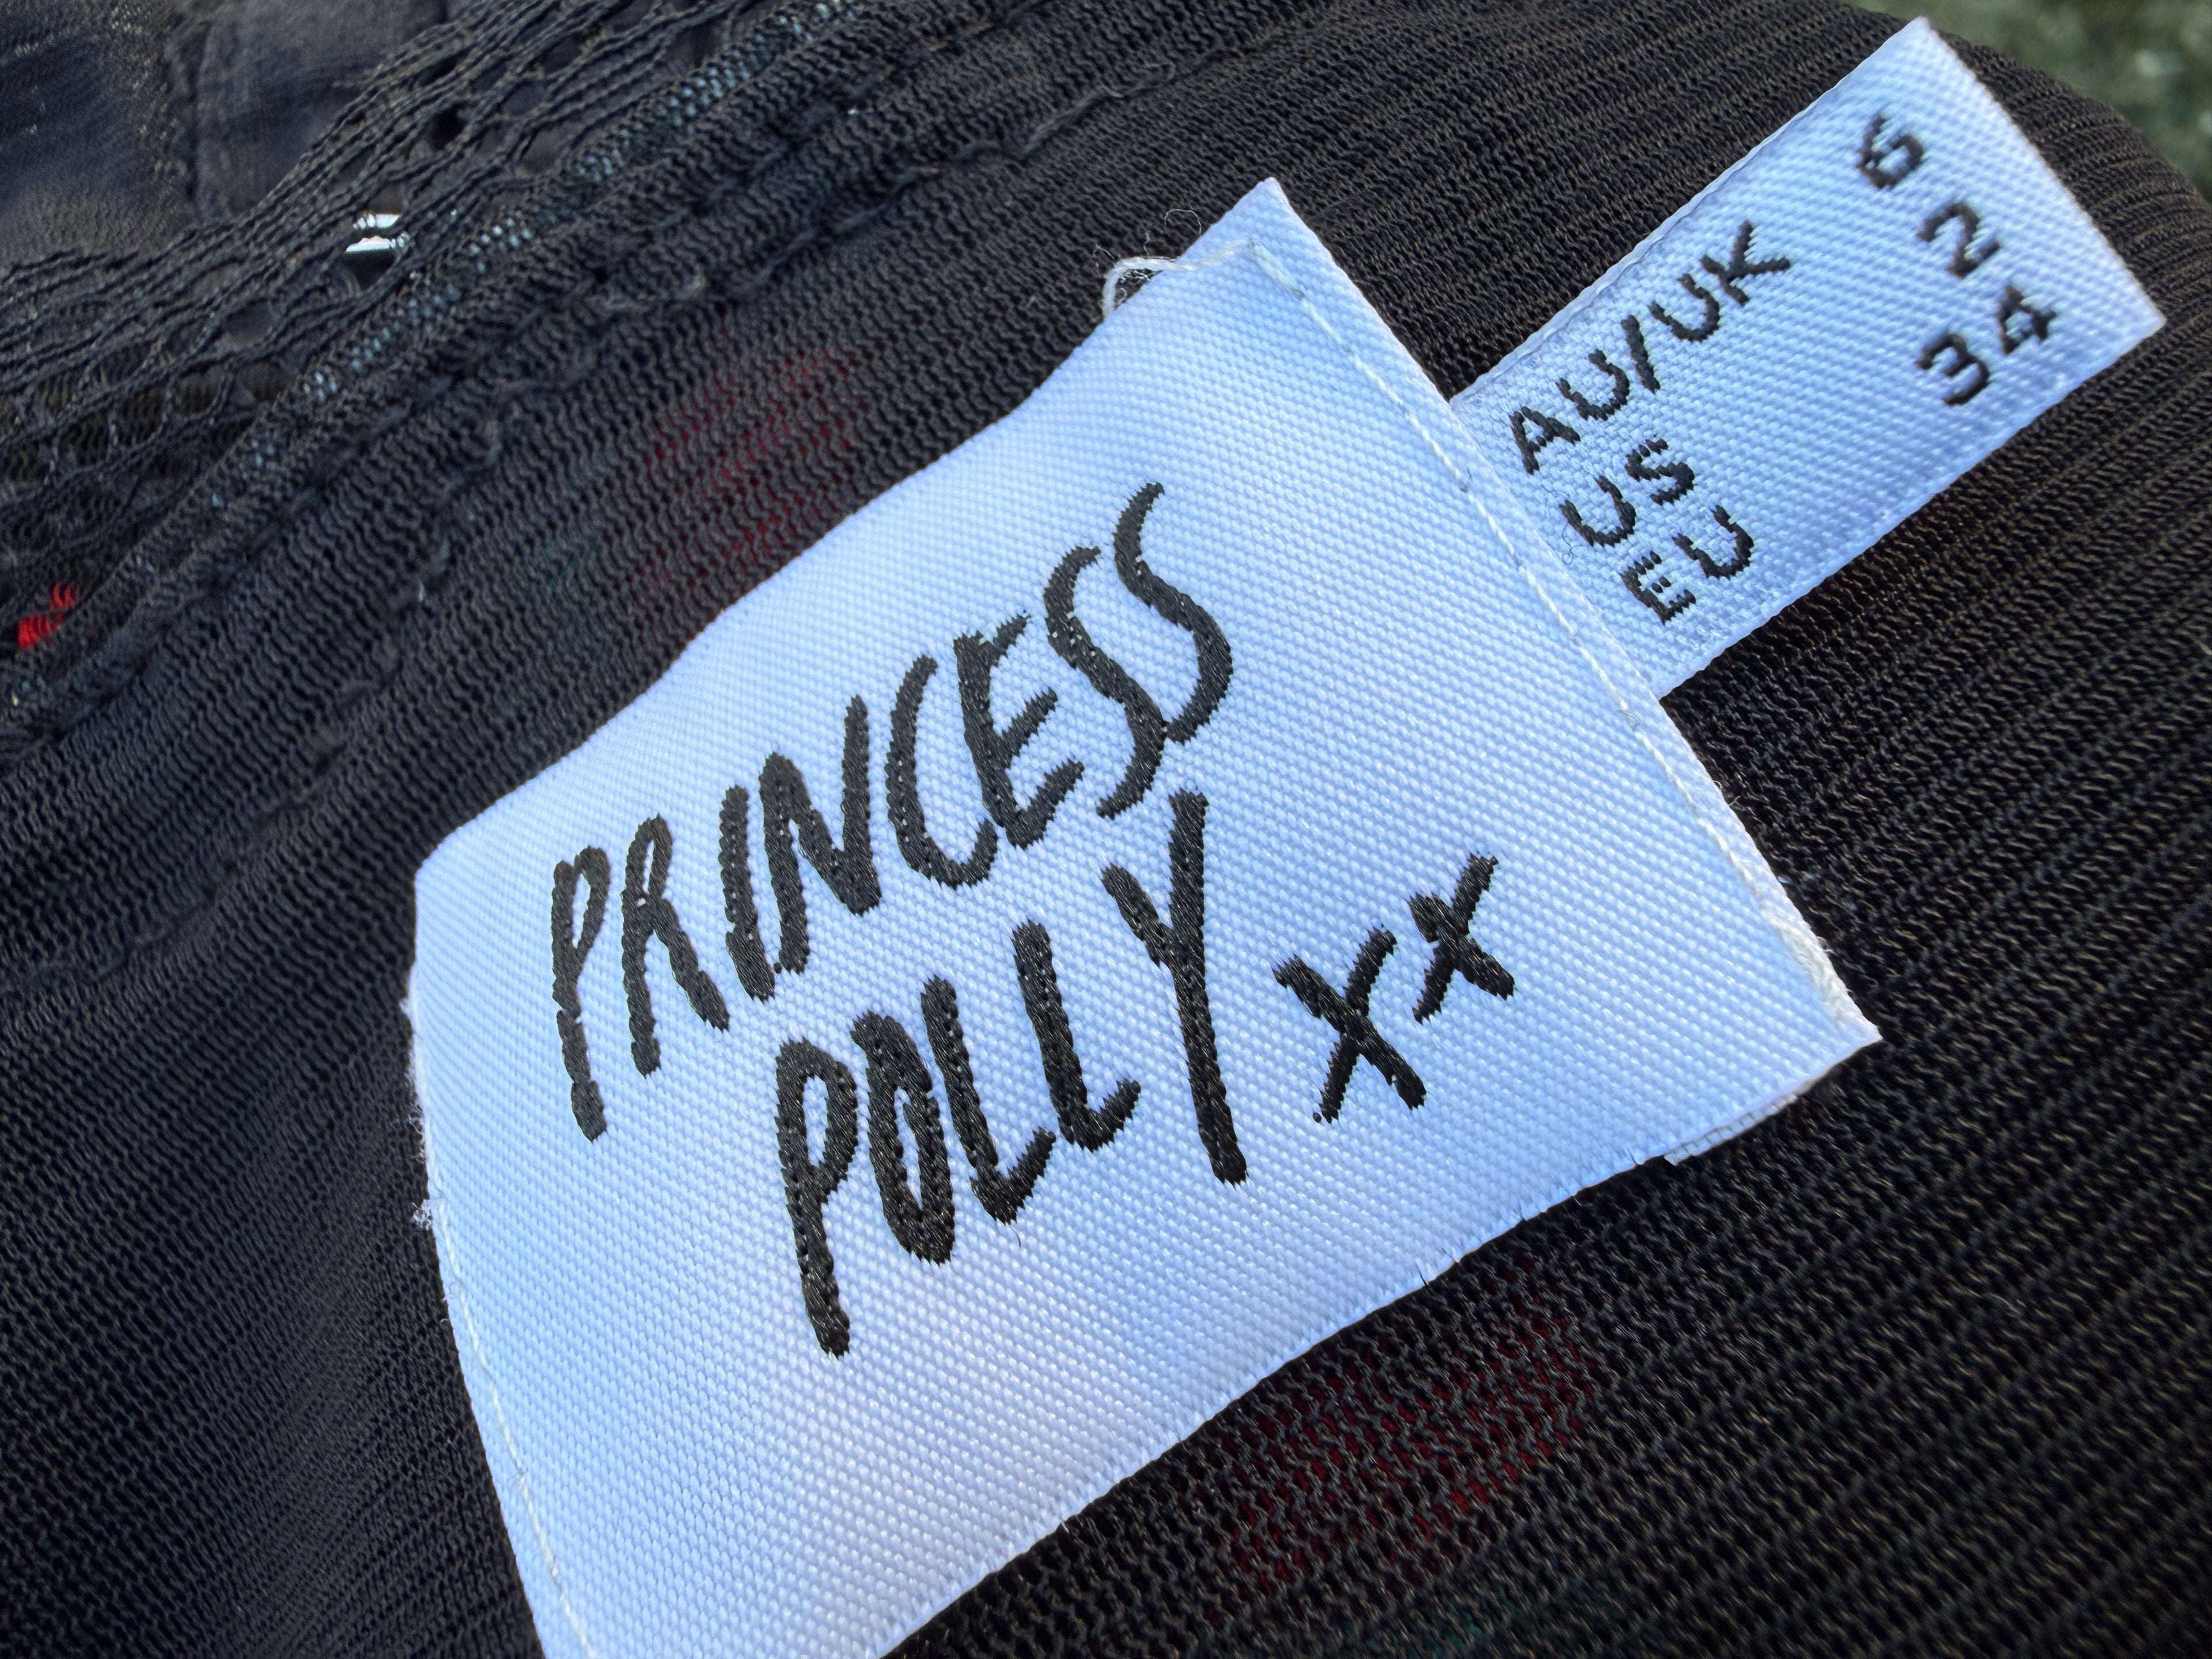 PRINCESS
POLLY xx
AU/UK 6
US 2
EU 34